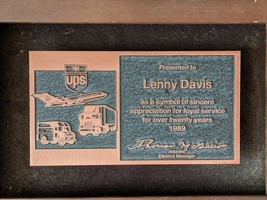 ups
Presented to
Lenny Davis
as a symbol of sincere
appreciation for loyal service
for over twenty years
1989
District Manager